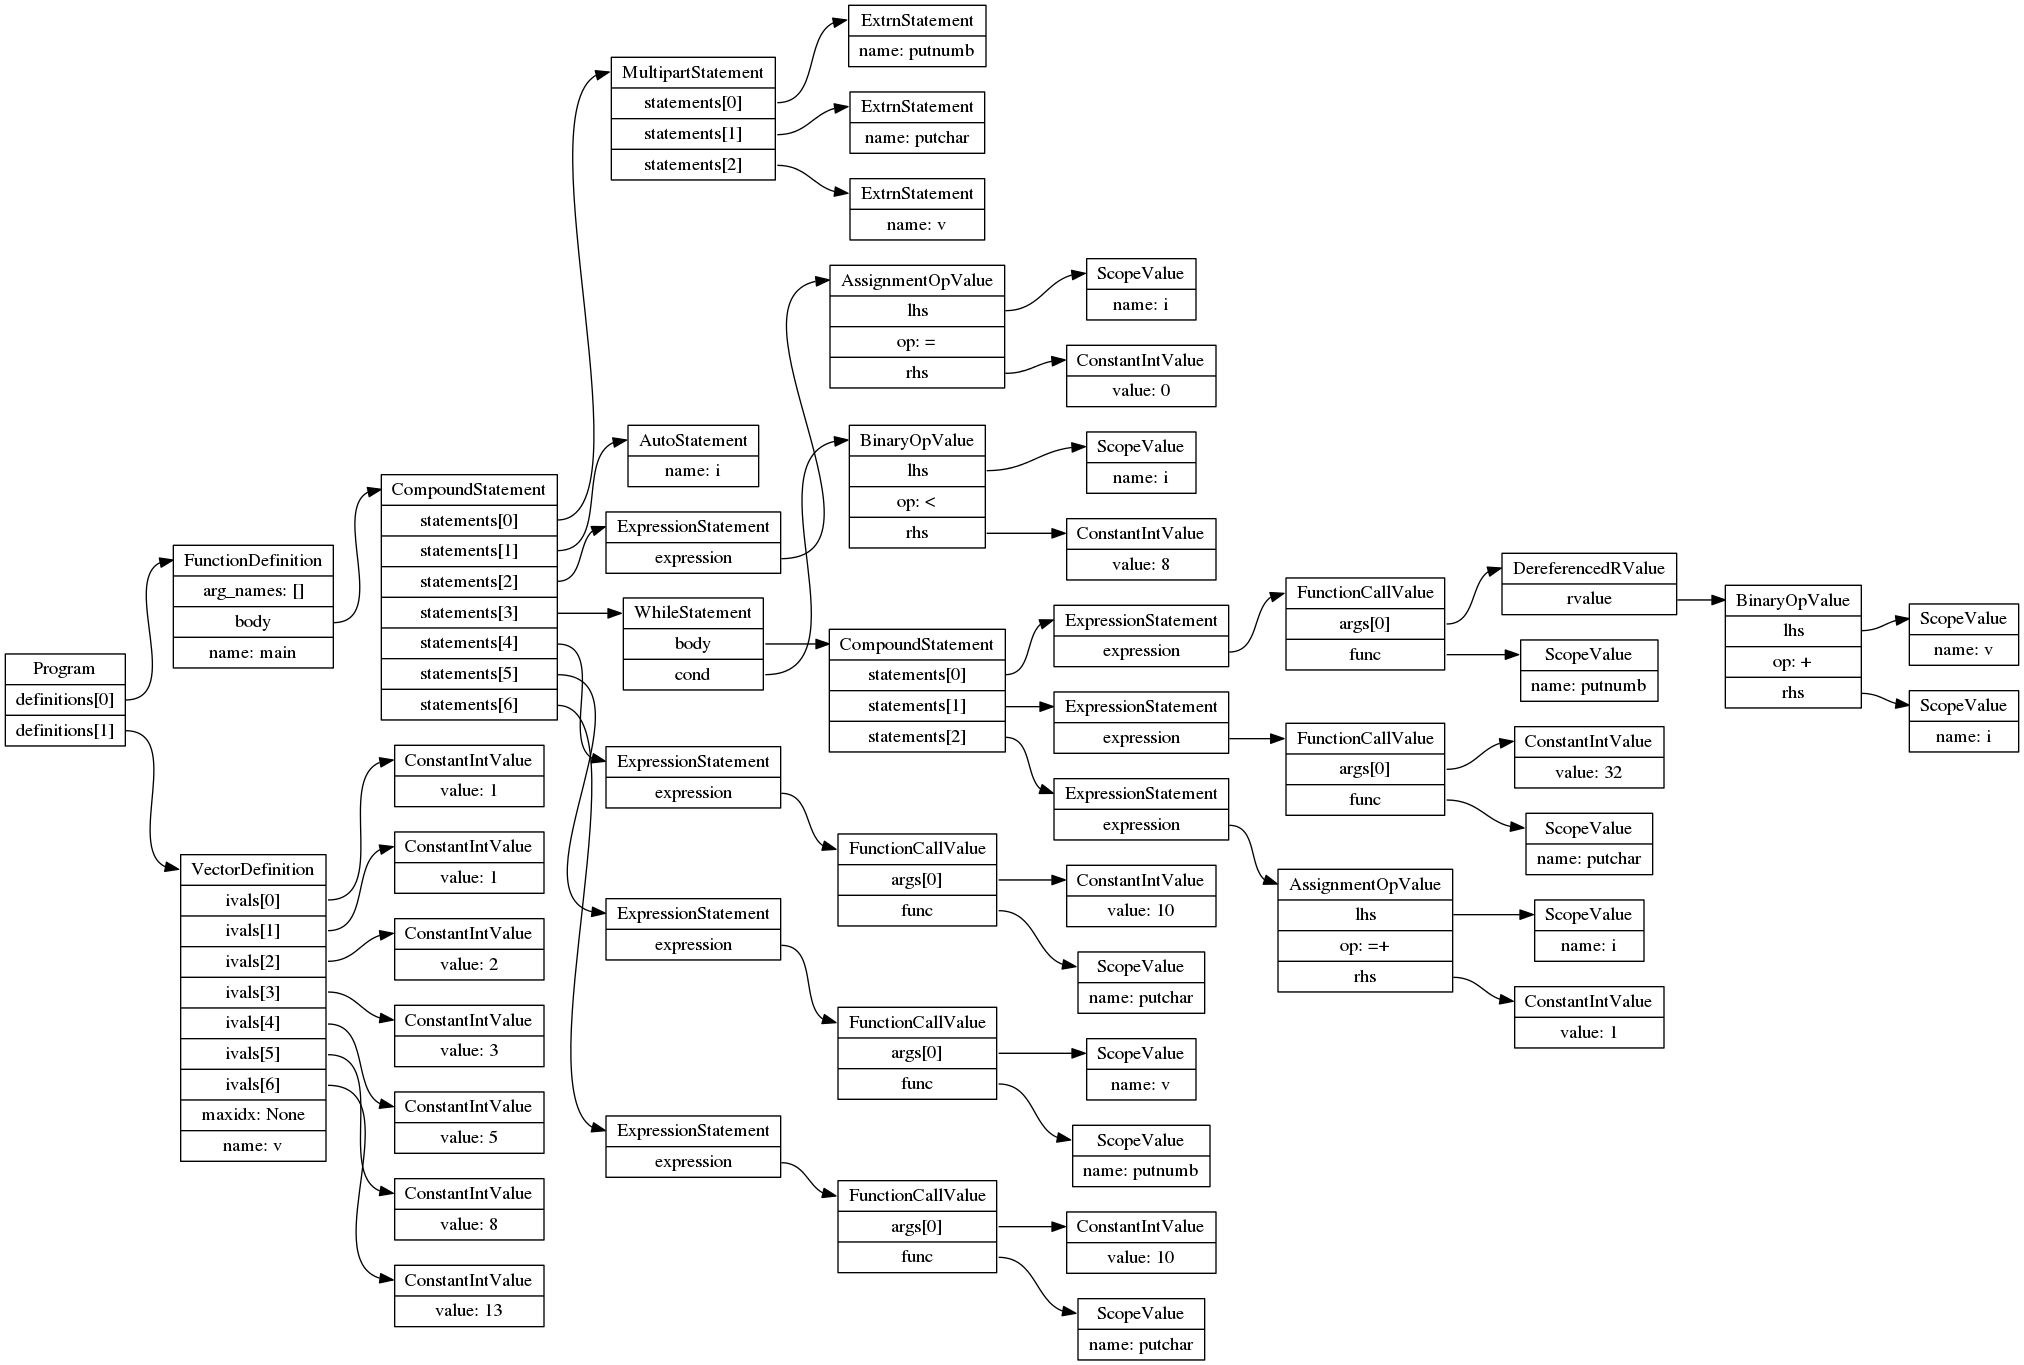 Program
definitions[0]
definitions[1]
FunctionDefinition
arg_names: []
body
name: main
VectorDefinition
ivals[0]
ivals[1]
ivals[2]
ivals[3]
ivals[4]
ivals[5]
ivals[6]
maxidx: None
name: v
CompoundStatement
statements[0]
statements[1]
statements[2]
statements[3]
statements[4]
statements[5]
statements[6]
ConstantIntValue
value: 1
ConstantIntValue
value: 1
ConstantIntValue
value: 2
ConstantIntValue
value: 3
ConstantIntValue
value: 5
ConstantIntValue
value: 8
ConstantIntValue
value: 13
MultipartStatement
statements[0]
statements[1]
statements[2]
AutoStatement
name: i
ExpressionStatement
expression
WhileStatement
body
cond
ExpressionStatement
expression
ExpressionStatement
expression
ExpressionStatement
expression
ExtrnStatement
name: putnumb
ExtrnStatement
name: putchar
ExtrnStatement
name: v
AssignmentOpValue
lhs
op: =
rhs
BinaryOpValue
lhs
op: <
rhs
CompoundStatement
statements[0]
statements[1]
statements[2]
FunctionCallValue
args[0]
func
FunctionCallValue
args[0]
func
FunctionCallValue
args[0]
func
ScopeValue
name: i
ConstantIntValue
value: 0
ScopeValue
name: i
ConstantIntValue
value: 8
ExpressionStatement
expression
ExpressionStatement
expression
ExpressionStatement
expression
ConstantIntValue
value: 10
ScopeValue
name: putchar
ScopeValue
name: v
ScopeValue
name: putnumb
ConstantIntValue
value: 10
ScopeValue
name: putchar
FunctionCallValue
args[0]
func
FunctionCallValue
args[0]
func
AssignmentOpValue
lhs
op: =+
rhs
DereferencedRValue
rvalue
ScopeValue
name: putnumb
ConstantIntValue
value: 32
ScopeValue
name: putchar
ScopeValue
name: i
ConstantIntValue
value: 1
BinaryOpValue
lhs
op: +
rhs
ScopeValue
name: v
ScopeValue
name: i